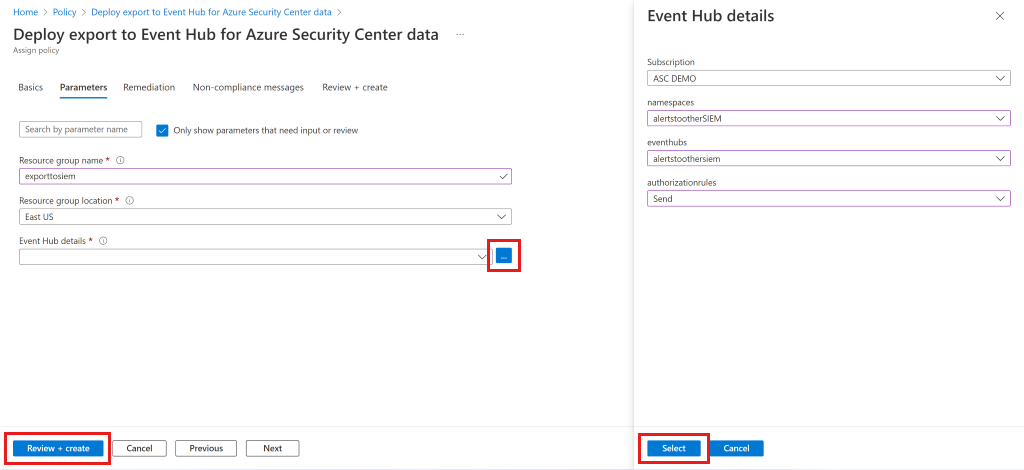 Home > Policy > Deploy export to Event Hub for Azure Security Center data >
Deploy export to Event Hub for Azure Security Center data ...
Assign policy
Basics Parameters Remediation Non-compliance messages Review + create
Search by parameter name Only show parameters that need input or review
Resource group name *
exporttosiem
Resource group location *
East US
Event Hub details *
...
Review + create Cancel Previous Next
Event Hub details
Subscription
ASC DEMO
namespaces
alertstootherSIEM
eventhubs
alertstoothersiem
authorizationrules
Send
Select Cancel